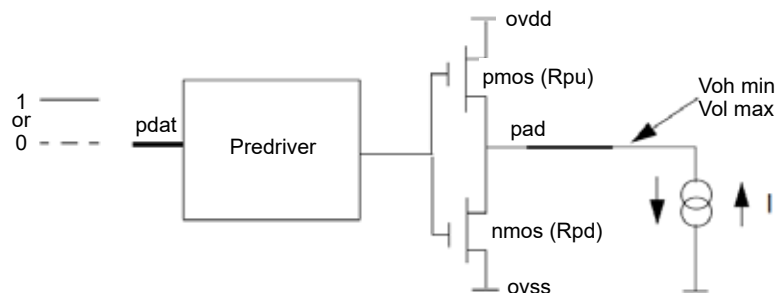 ovdd
pmos (Rpu)
Voh min
Vol max
1
or
0
pdat
Predriver
pad
I
nmos (Rpd)
ovss